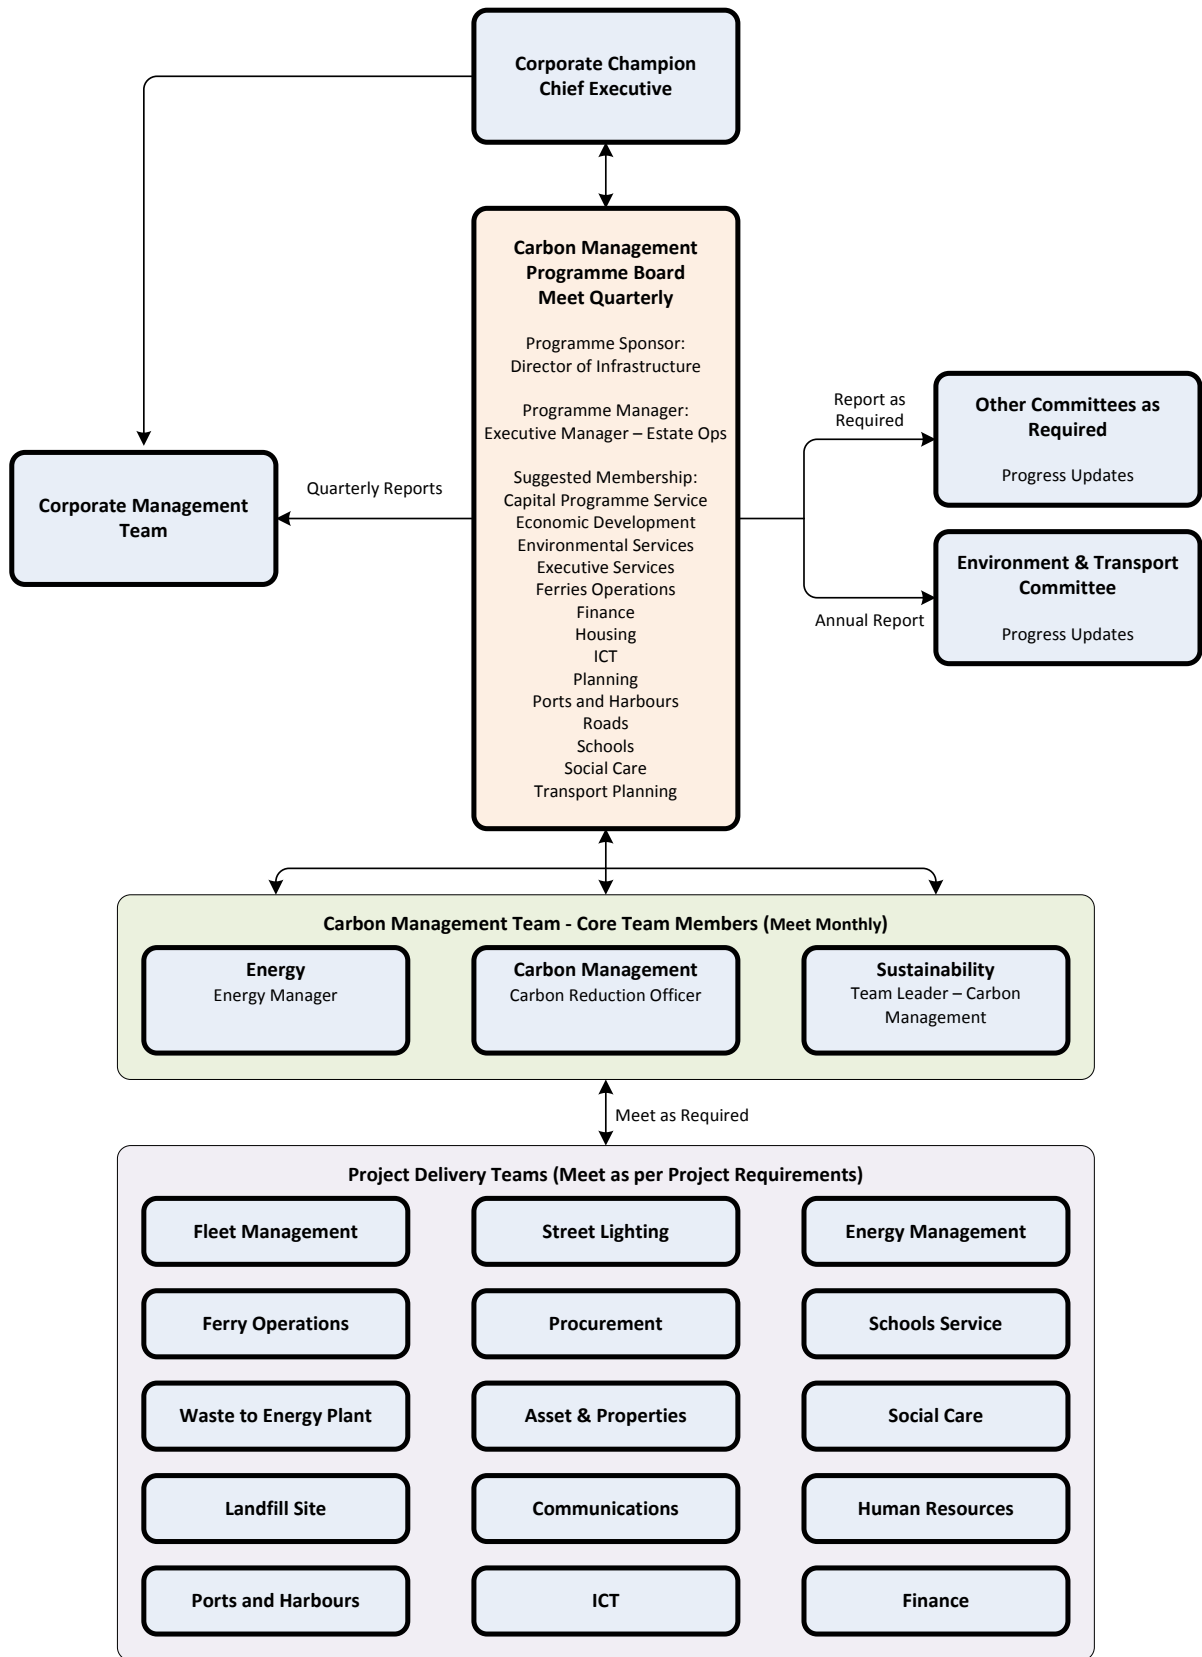 Corporate Champion
Chief Executive
Carbon Management
Programme Board
Meet Quarterly
Programme Sponsor:
Director of Infrastructure
Programme Manager:
Executive Manager – Estate Ops
Suggested Membership:
Capital Programme Service
Economic Development
Environmental Services
Executive Services
Ferries Operations
Finance
Housing
ICT
Planning
Ports and Harbours
Roads
Schools
Social Care
Transport Planning
Quarterly Reports
Corporate Management
Team
Report as
Required
Other Committees as
Required
Progress Updates
Annual Report
Environment & Transport
Committee
Progress Updates
Carbon Management Team - Core Team Members (Meet Monthly)
Energy
Energy Manager
Carbon Management
Carbon Reduction Officer
Sustainability
Team Leader – Carbon
Management
Meet as Required
Project Delivery Teams (Meet as per Project Requirements)
Fleet Management
Street Lighting
Energy Management
Ferry Operations
Procurement
Schools Service
Waste to Energy Plant
Asset & Properties
Social Care
Landfill Site
Communications
Human Resources
Ports and Harbours
ICT
Finance